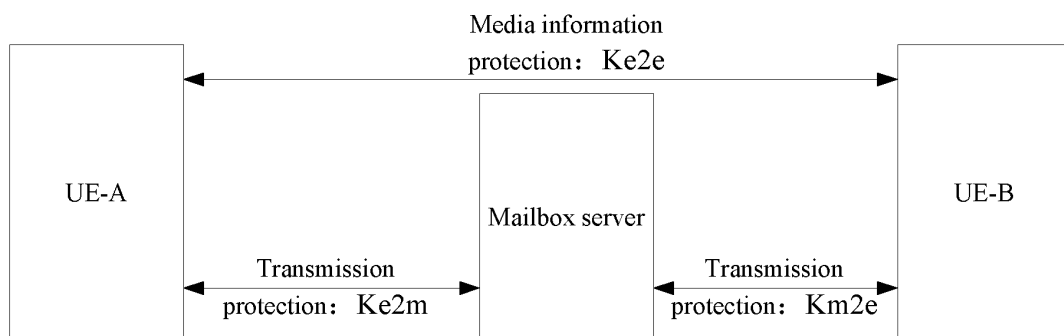 Media information
protection：Ke2e
UE-A
Mailbox server
UE-B
Transmission
protection：Ke2m
Transmission
protection：Km2e